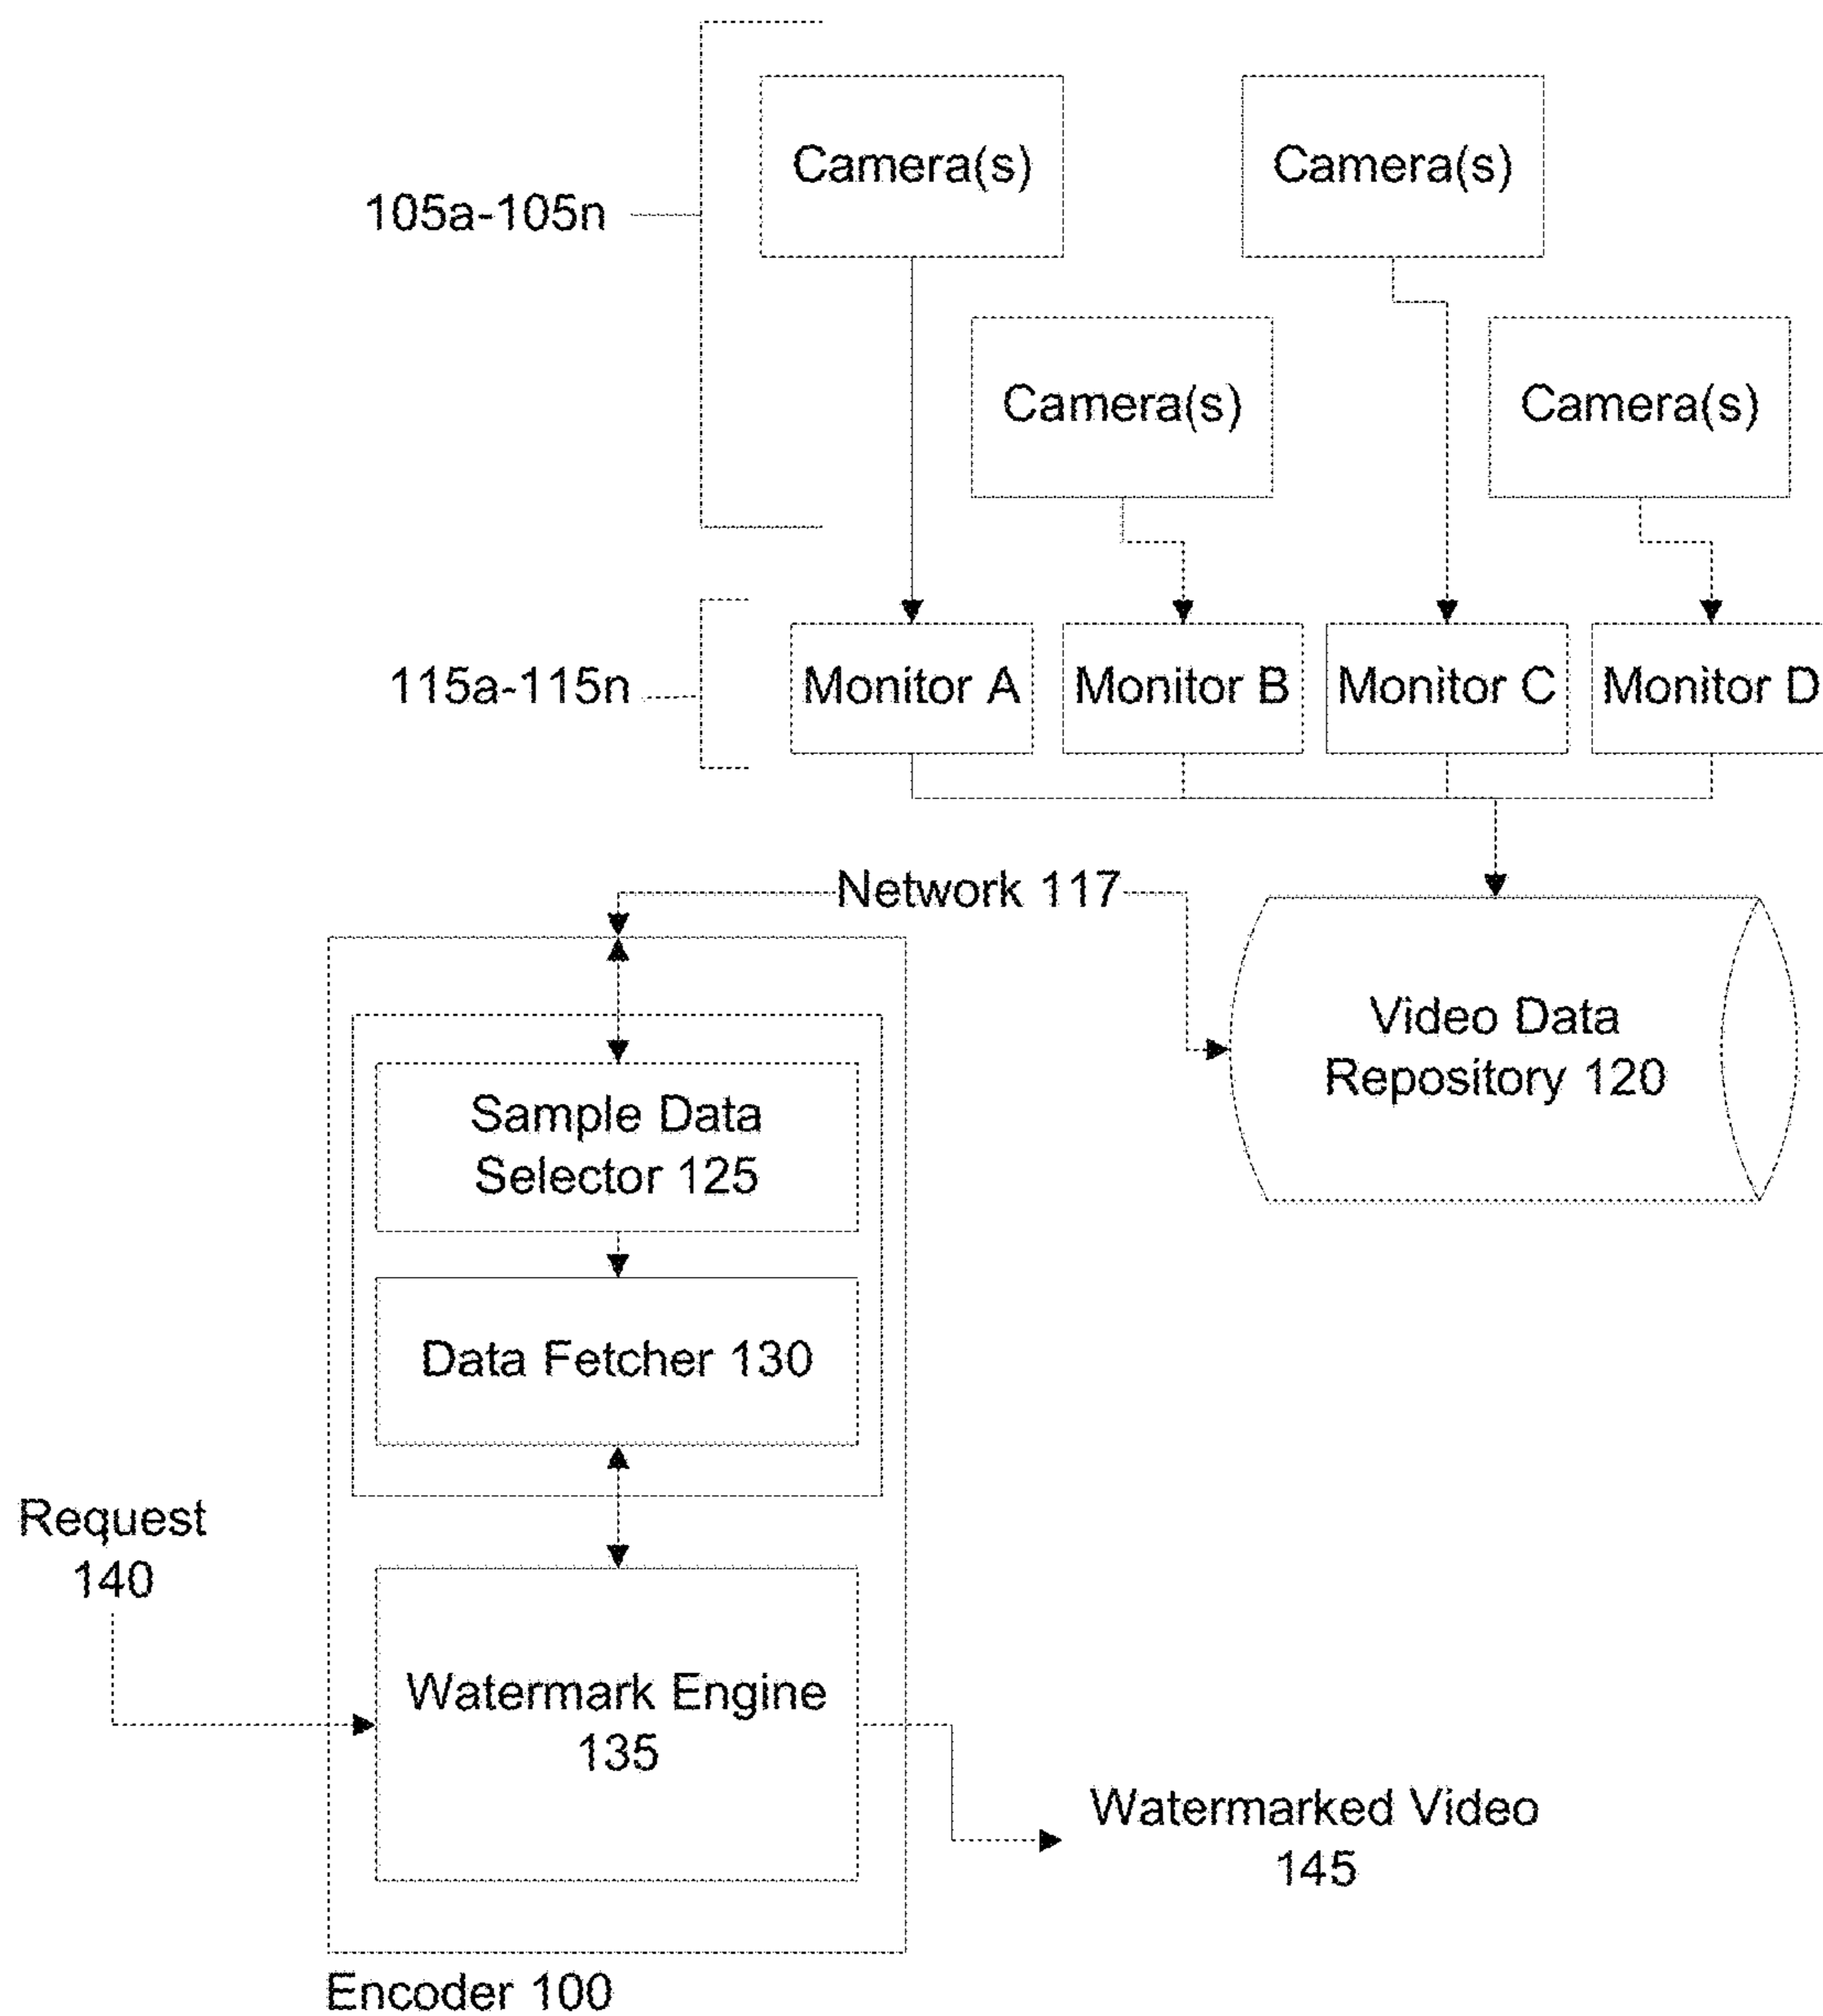 Camera(s)
Camera(s)
105a-105n
Camera(s)
Camera(s)
115a-115n
Monitor A
Monitor B
Monitor C
Monitor D
Network 117
Video Data
Repository 120
Sample Data
Selector 125
Data Fetcher 130
Request
140
Watermark Engine
135
Watermarked Video
145
Encoder 100